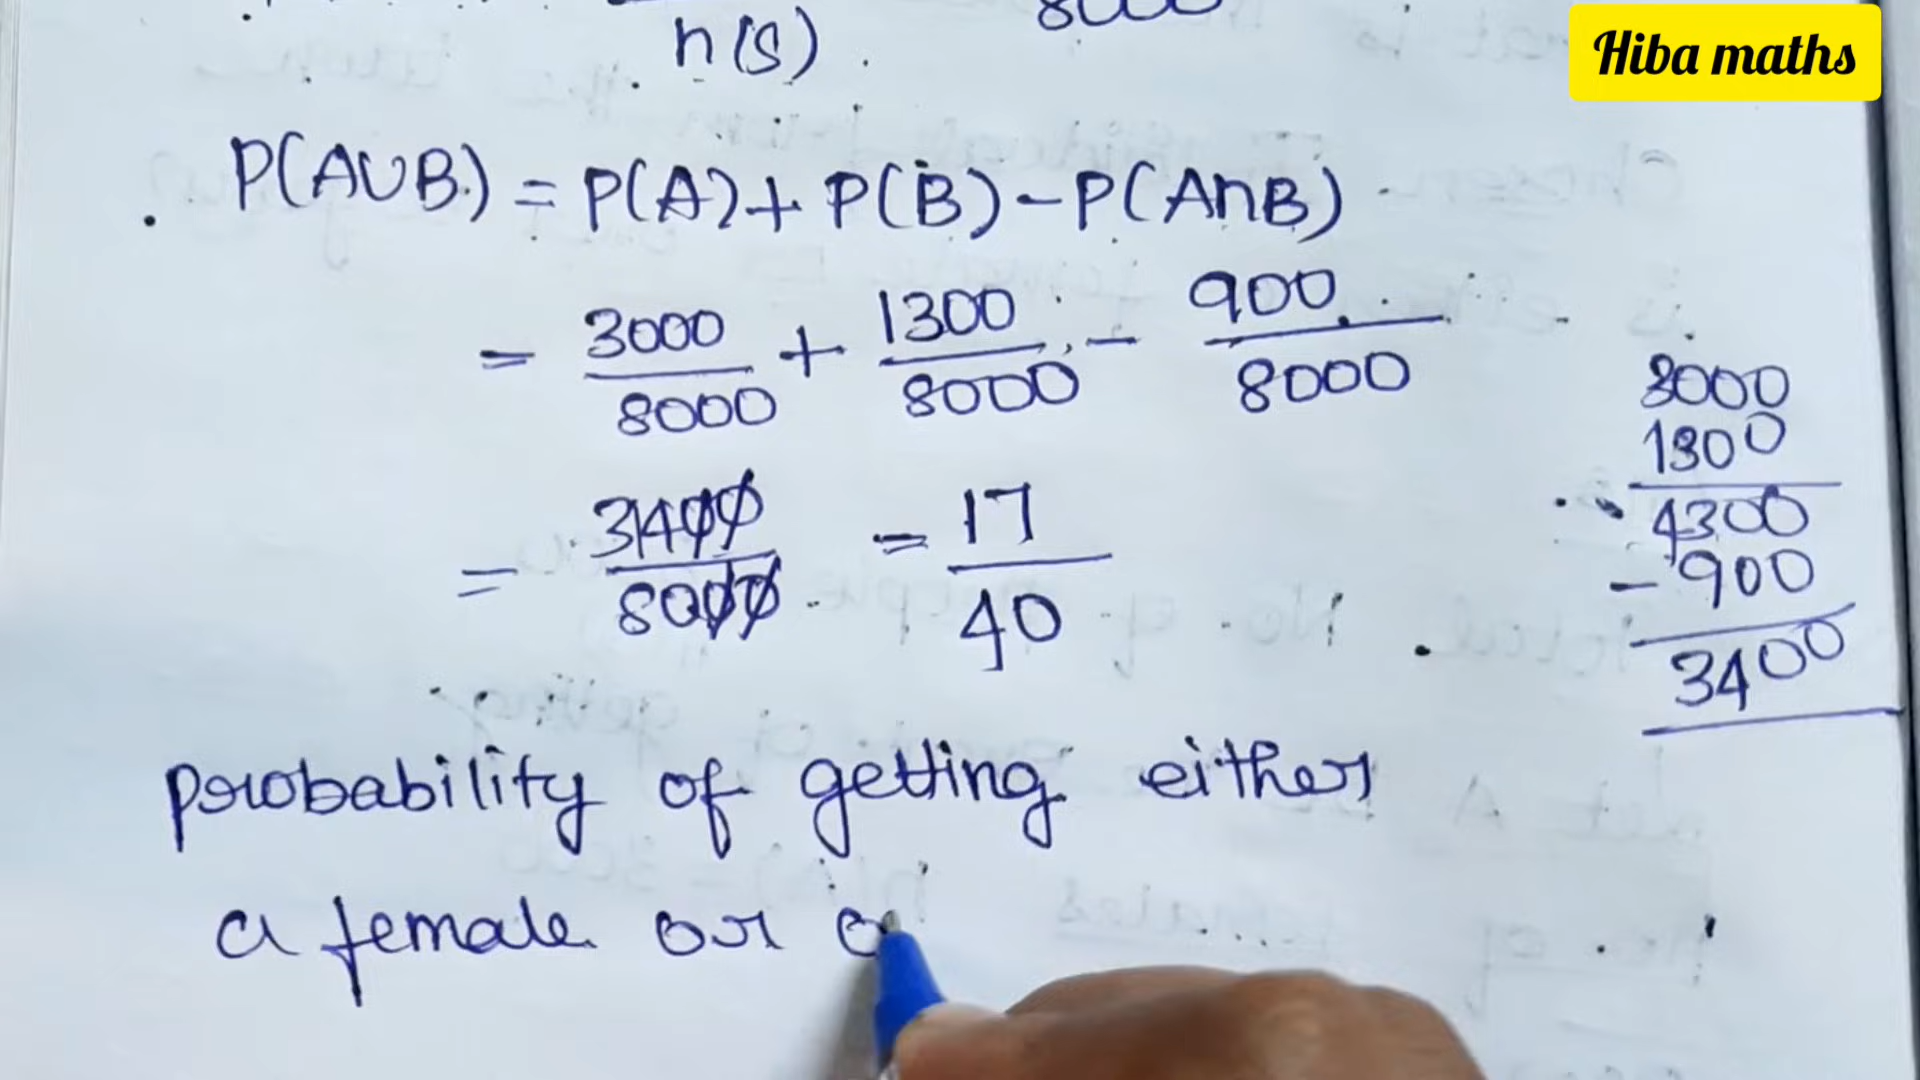 8000
Hiba maths
n(s)
P(A∪B) = P(A) + P(B) - P(A∩B)
= 3000/8000 + 1300/8000 - 900/8000
= 3400/8000 = 17/40
3000
1300
4300
- 900
3400
probability of getting either
a female or a